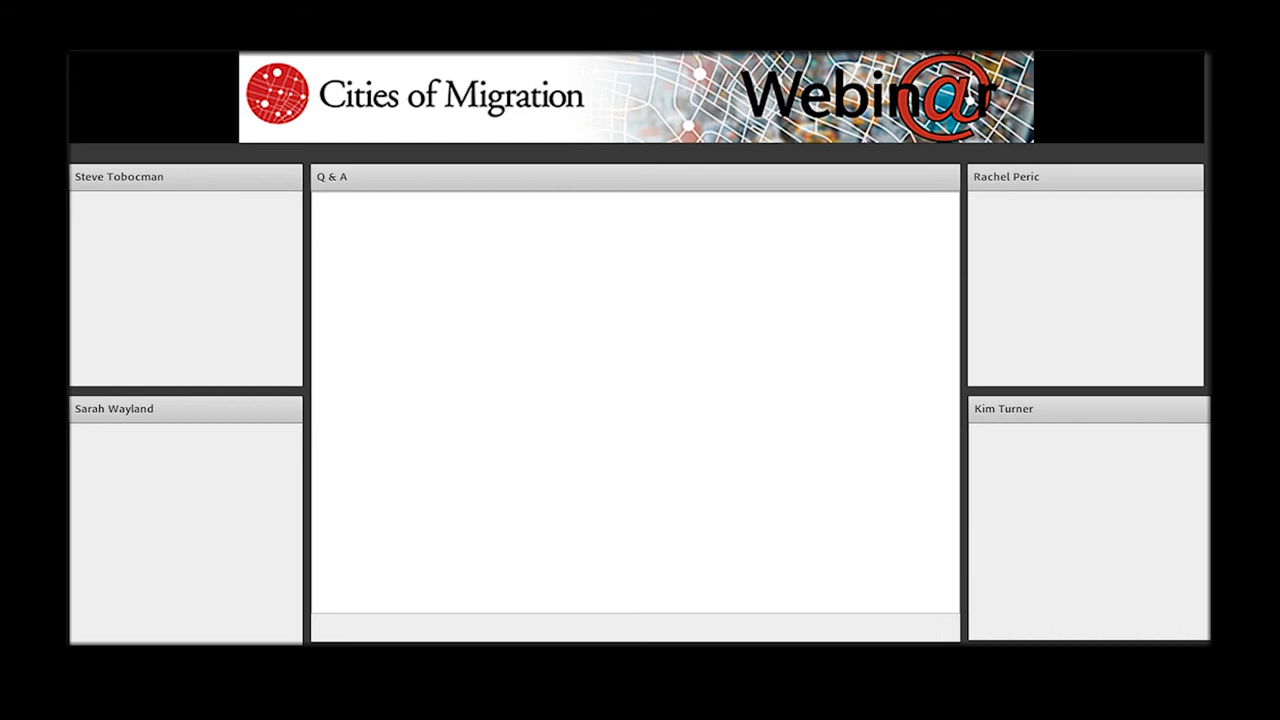 Cities of Migration
Webin@r
Steve Tobocman
Q & A
Rachel Peric
Sarah Wayland
Kim Turner